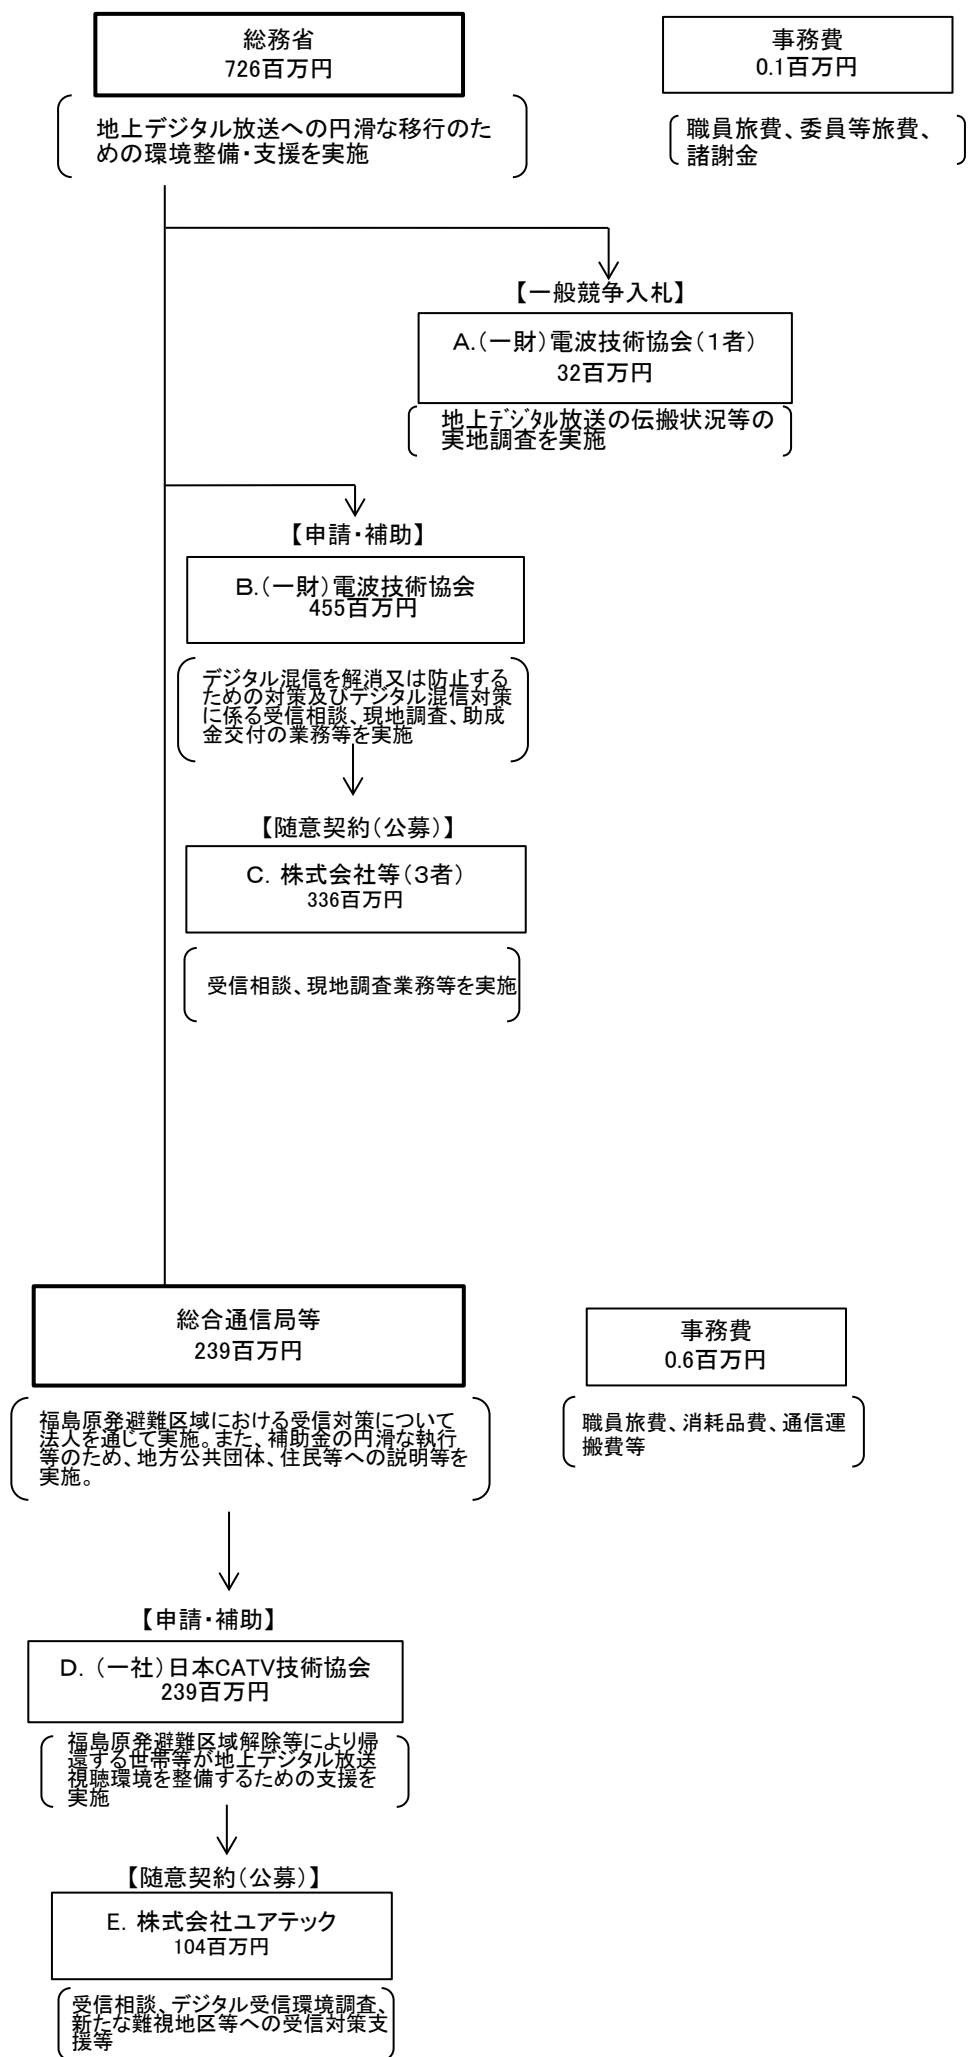 総務省
726百万円
事務費
0.1百万円
地上デジタル放送への円滑な移行のた
めの環境整備・支援を実施
職員旅費、委員等旅費、
諸謝金
【一般競争入札】
A.（一財）電波技術協会（１者）
32百万円
地上デジタル放送の伝搬状況等の
実地調査を実施
【申請・補助】
B.（一財）電波技術協会
455百万円
デジタル混信を解消又は防止する
ための対策及びデジタル混信対策
に係る受信相談、現地調査、助成
金交付の業務等を実施
【随意契約（公募）】
C. 株式会社等（３者）
336百万円
受信相談、現地調査業務等を実施
総合通信局等
239百万円
事務費
0.6百万円
福島原発避難区域における受信対策について
法人を通じて実施。また、補助金の円滑な執行
等のため、地方公共団体、住民等への説明等を
実施。
職員旅費、消耗品費、通信運
搬費等
【申請・補助】
D. （一社）日本CATV技術協会
239百万円
福島原発避難区域解除等により帰
還する世帯等が地上デジタル放送
視聴環境を整備するための支援を
実施
【随意契約（公募）】
E. 株式会社ユアテック
104百万円
受信相談、デジタル受信環境調査、
新たな難視地区等への受信対策支
援等